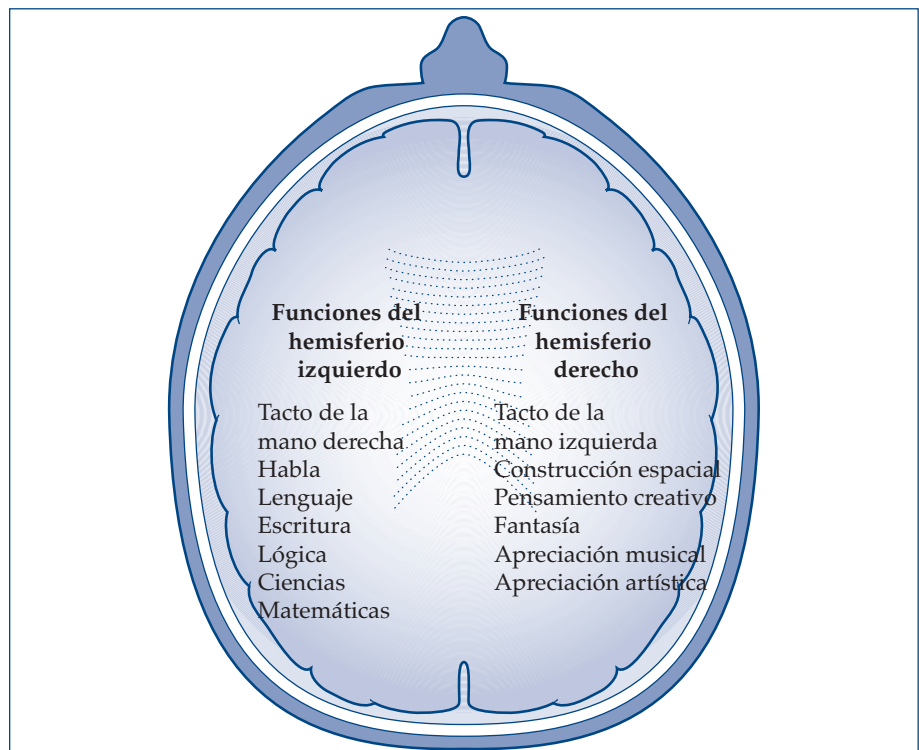 Funciones del
hemisferio
izquierdo
Tacto de la
mano derecha
Habla
Lenguaje
Escritura
Lógica
Ciencias
Matemáticas
Funciones del
hemisferio
derecho
Tacto de la
mano izquierda
Construcción espacial
Pensamiento creativo
Fantasía
Apreciación musical
Apreciación artística